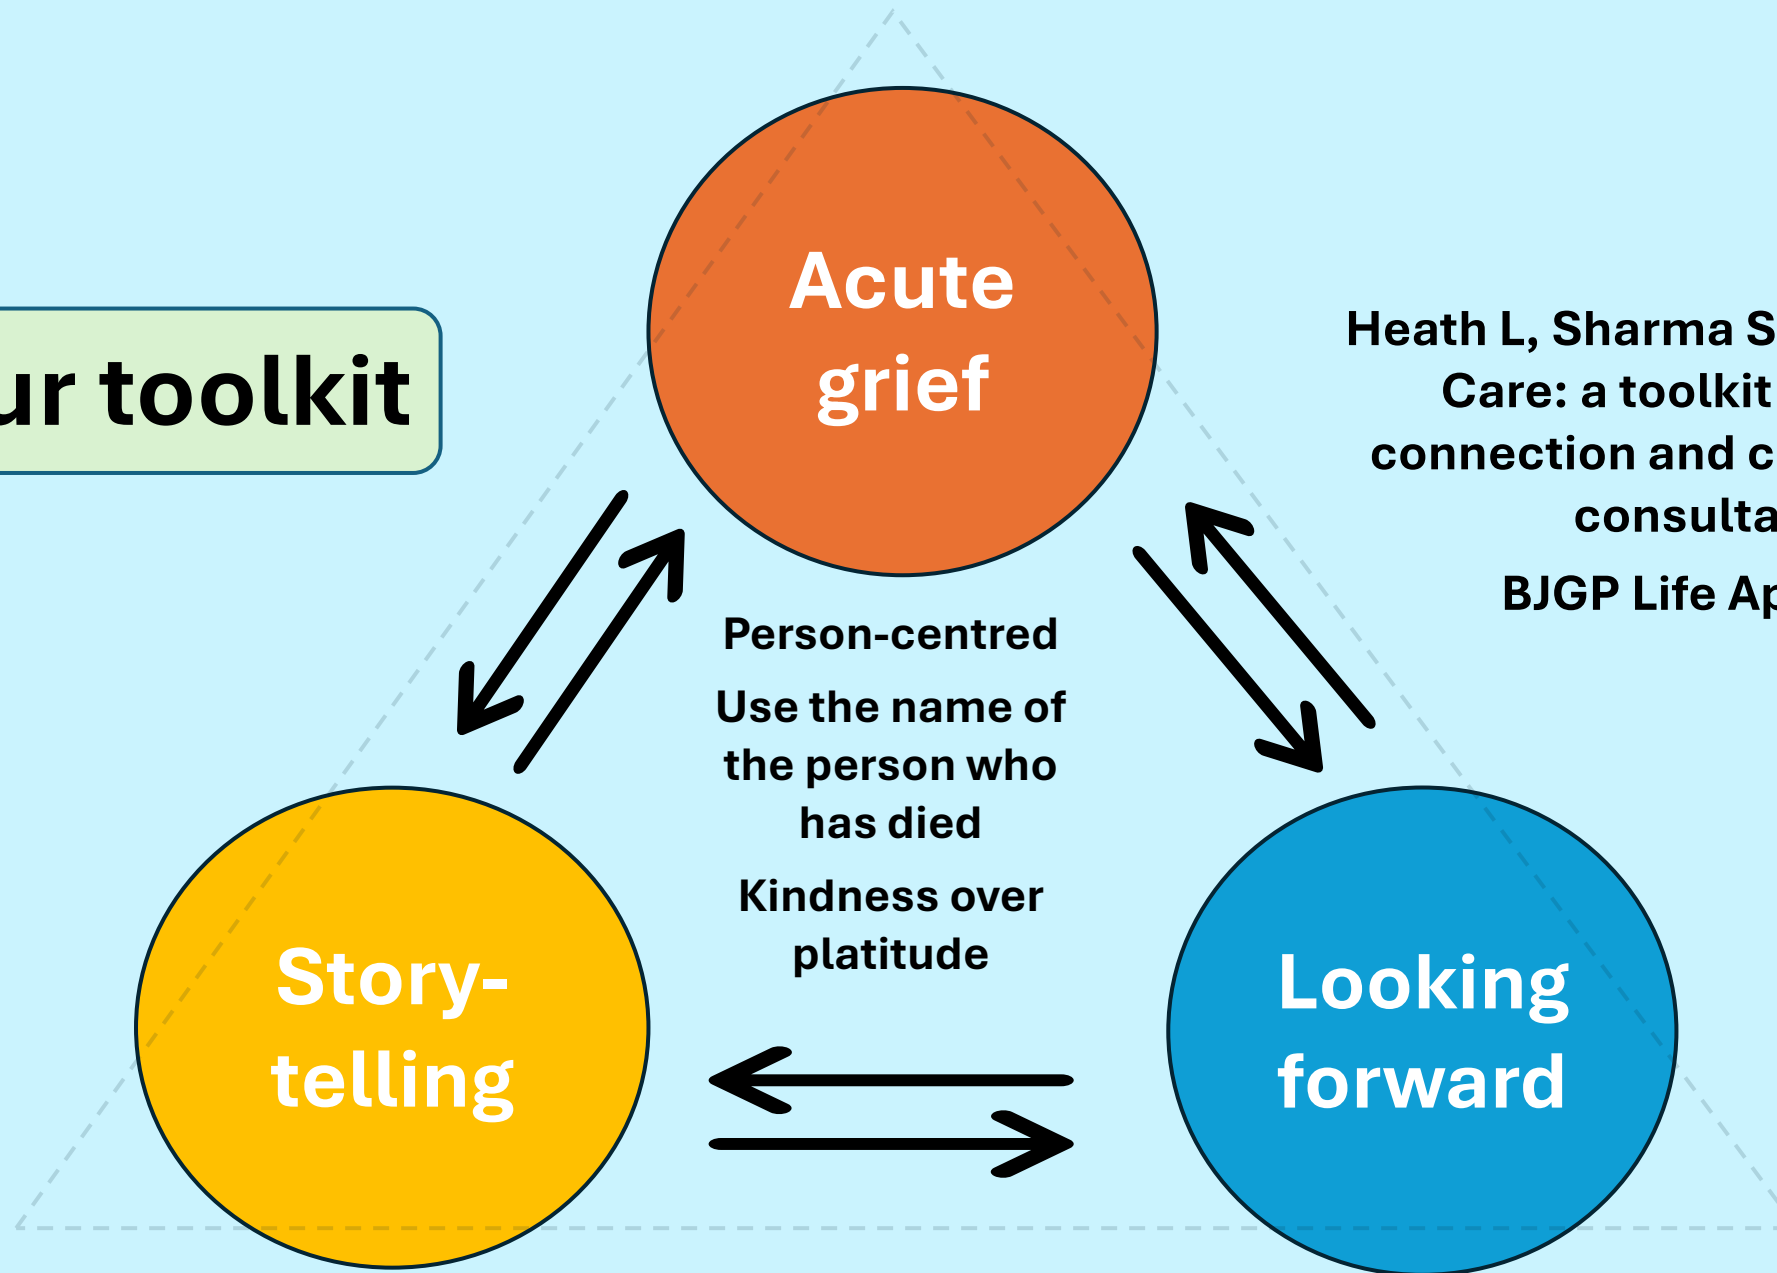 Acute
grief
ur toolkit
Heath L, Sharma S
Care: a toolkit
connection and c
consulta
BJGP Life Ap
Person-centred
Use the name of
the person who
has died
Kindness over
platitude
Story-
telling
Looking
forward